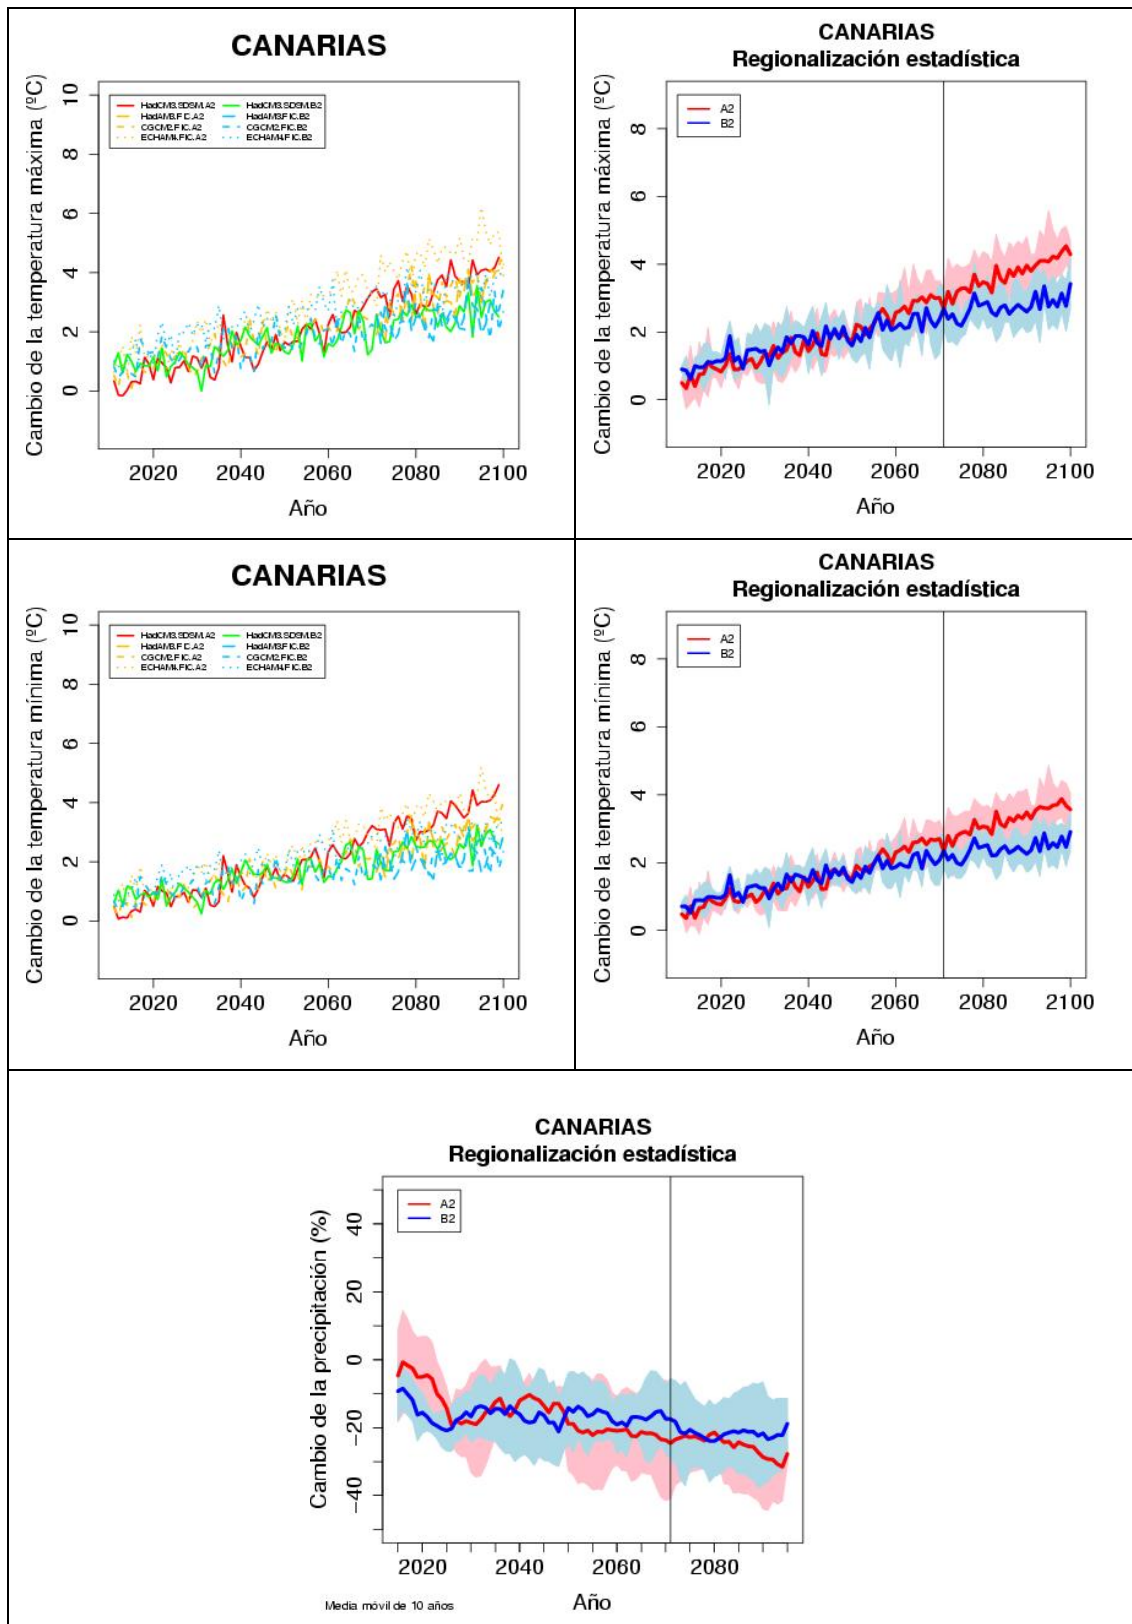 CANARIAS
Cambio de la temperatura máxima (ºC)
10
8
6
4
2
0
HadCM3.SDSM.A2 HadCM3.SDSM.B2
HadAM3.FIC.A2 HadAM3.FIC.B2
CGCM2.FIC.A2 CGCM2.FIC.B2
ECHAM4.FIC.A2 ECHAM4.FIC.B2
2020 2040 2060 2080 2100
Año
CANARIAS
Regionalización estadística
Cambio de la temperatura máxima (ºC)
8
6
4
2
0
A2
B2
2020 2040 2060 2080 2100
Año
CANARIAS
Cambio de la temperatura mínima (ºC)
10
8
6
4
2
0
HadCM3.SDSM.A2 HadCM3.SDSM.B2
HadAM3.FIC.A2 HadAM3.FIC.B2
CGCM2.FIC.A2 CGCM2.FIC.B2
ECHAM4.FIC.A2 ECHAM4.FIC.B2
2020 2040 2060 2080 2100
Año
CANARIAS
Regionalización estadística
Cambio de la temperatura mínima (ºC)
8
6
4
2
0
A2
B2
2020 2040 2060 2080 2100
Año
CANARIAS
Regionalización estadística
Cambio de la precipitación (%)
40
20
0
−20
−40
A2
B2
2020 2040 2060 2080
Media móvil de 10 años
Año